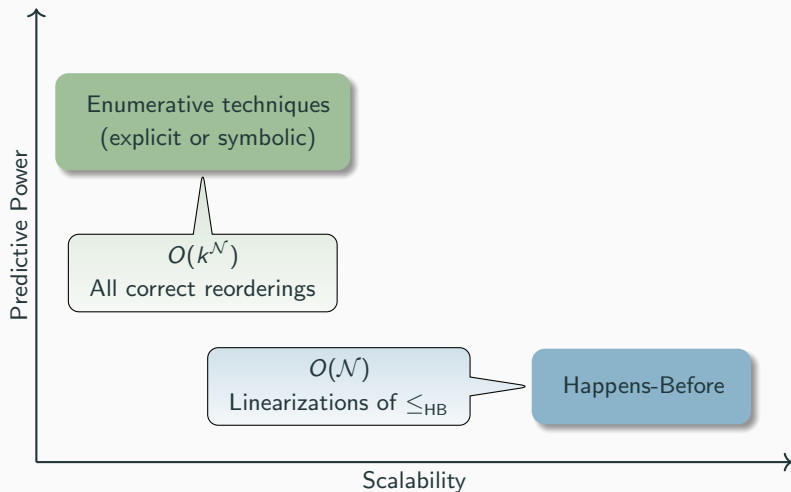 Predictive Power
Enumerative techniques
(explicit or symbolic)
O(k^𝒩)
All correct reorderings
O(𝒩)
Linearizations of ≤HB
Happens-Before
Scalability